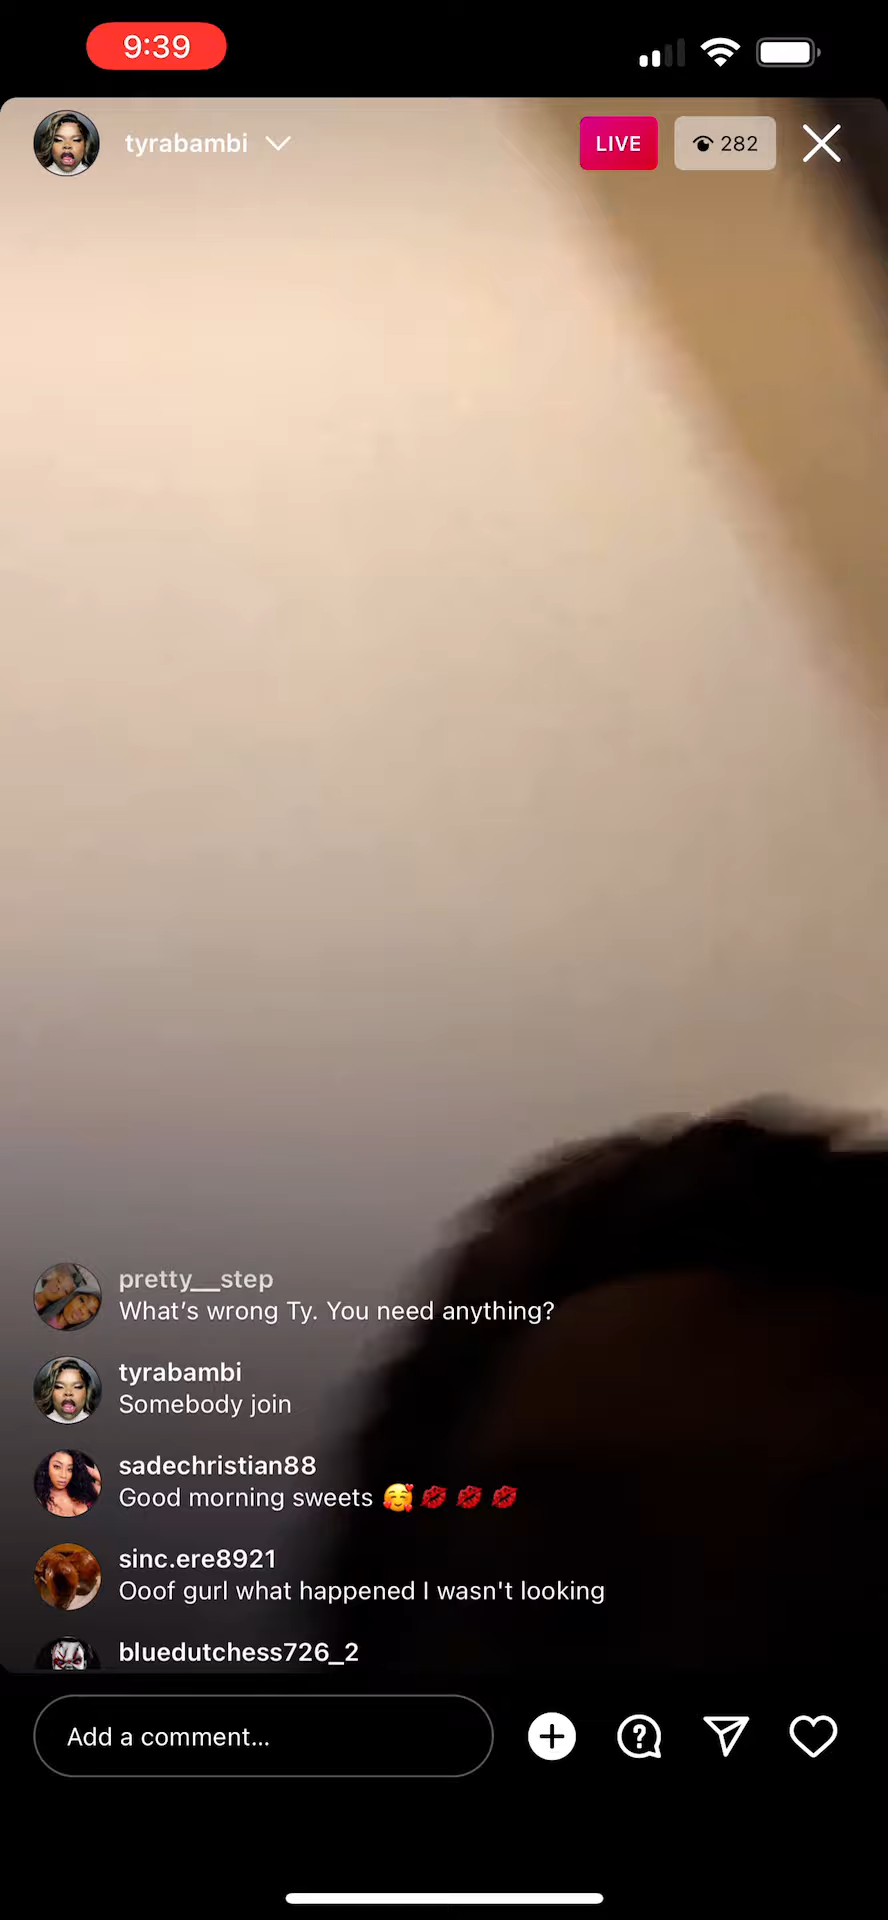 9:39
tyrabambi
LIVE
282
pretty__step
What's wrong Ty. You need anything?
tyrabambi
Somebody join
sadechristian88
Good morning sweets 🥰💋💋💋
sinc.ere8921
Ooof gurl what happened I wasn't looking
bluedutchess726_2
Add a comment...